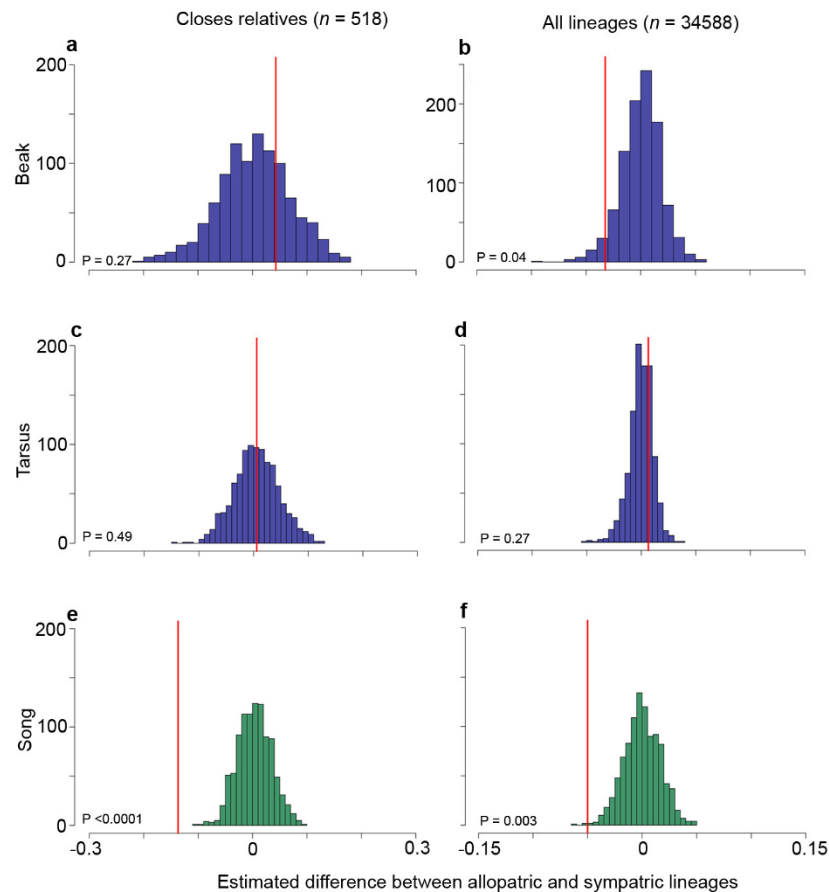 Closes relatives (n = 518)
All lineages (n = 34588)
a
b
200
100
0
Beak
P = 0.27
200
100
0
P = 0.04
c
d
200
100
0
Tarsus
P = 0.49
P = 0.27
e
f
200
100
0
Song
P <0.0001
P = 0.003
-0.3
0
0.3
-0.15
0
0.15
Estimated difference between allopatric and sympatric lineages